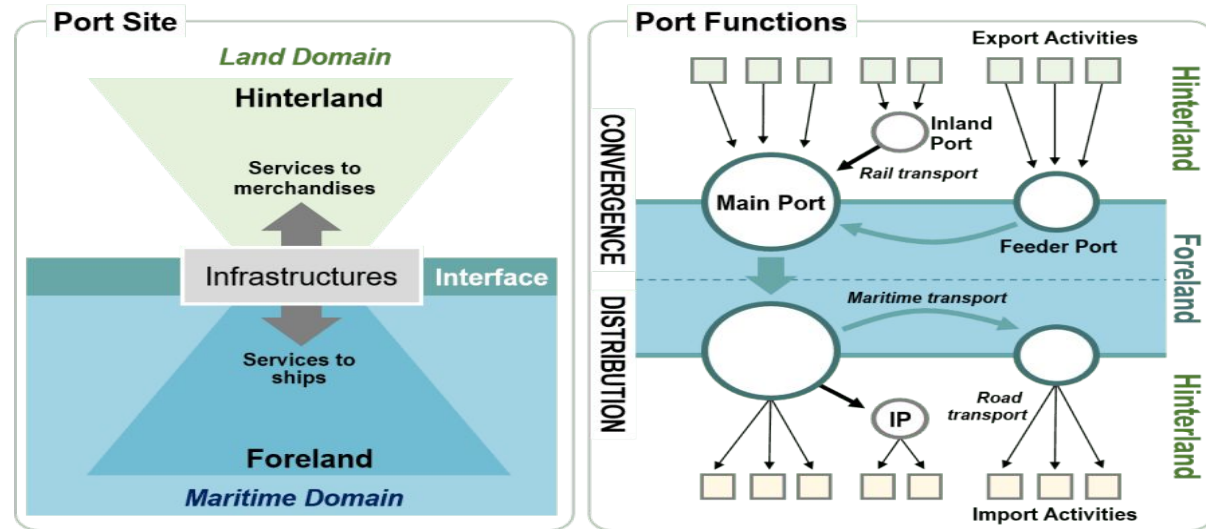 Port Site
Land Domain
Hinterland
Services to
merchandises
Infrastructures
Interface
Services to
ships
Foreland
Maritime Domain
Port Functions
Export Activities
CONVERGENCE
DISTRIBUTION
Inland
Port
Rail transport
Main Port
Feeder Port
Maritime transport
Road
transport
IP
Import Activities
Hinterland
Foreland
Hinterland